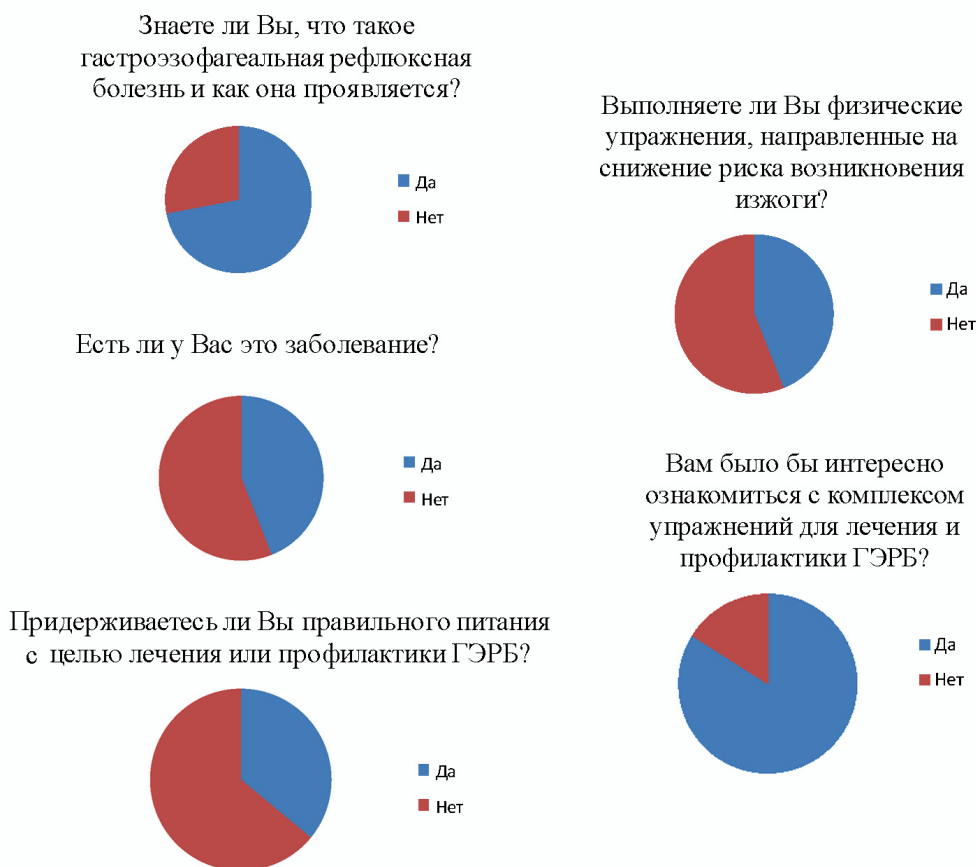 Знаете ли Вы, что такое
гастроэзофагеальная рефлюксная
болезнь и как она проявляется?
Да
Нет
Есть ли у Вас это заболевание?
Да
Нет
Придерживаетесь ли Вы правильного питания
с целью лечения или профилактики ГЭРБ?
Да
Нет
Выполняете ли Вы физические
упражнения, направленные на
снижение риска возникновения
изжоги?
Да
Нет
Вам было бы интересно
ознакомиться с комплексом
упражнений для лечения и
профилактики ГЭРБ?
Да
Нет